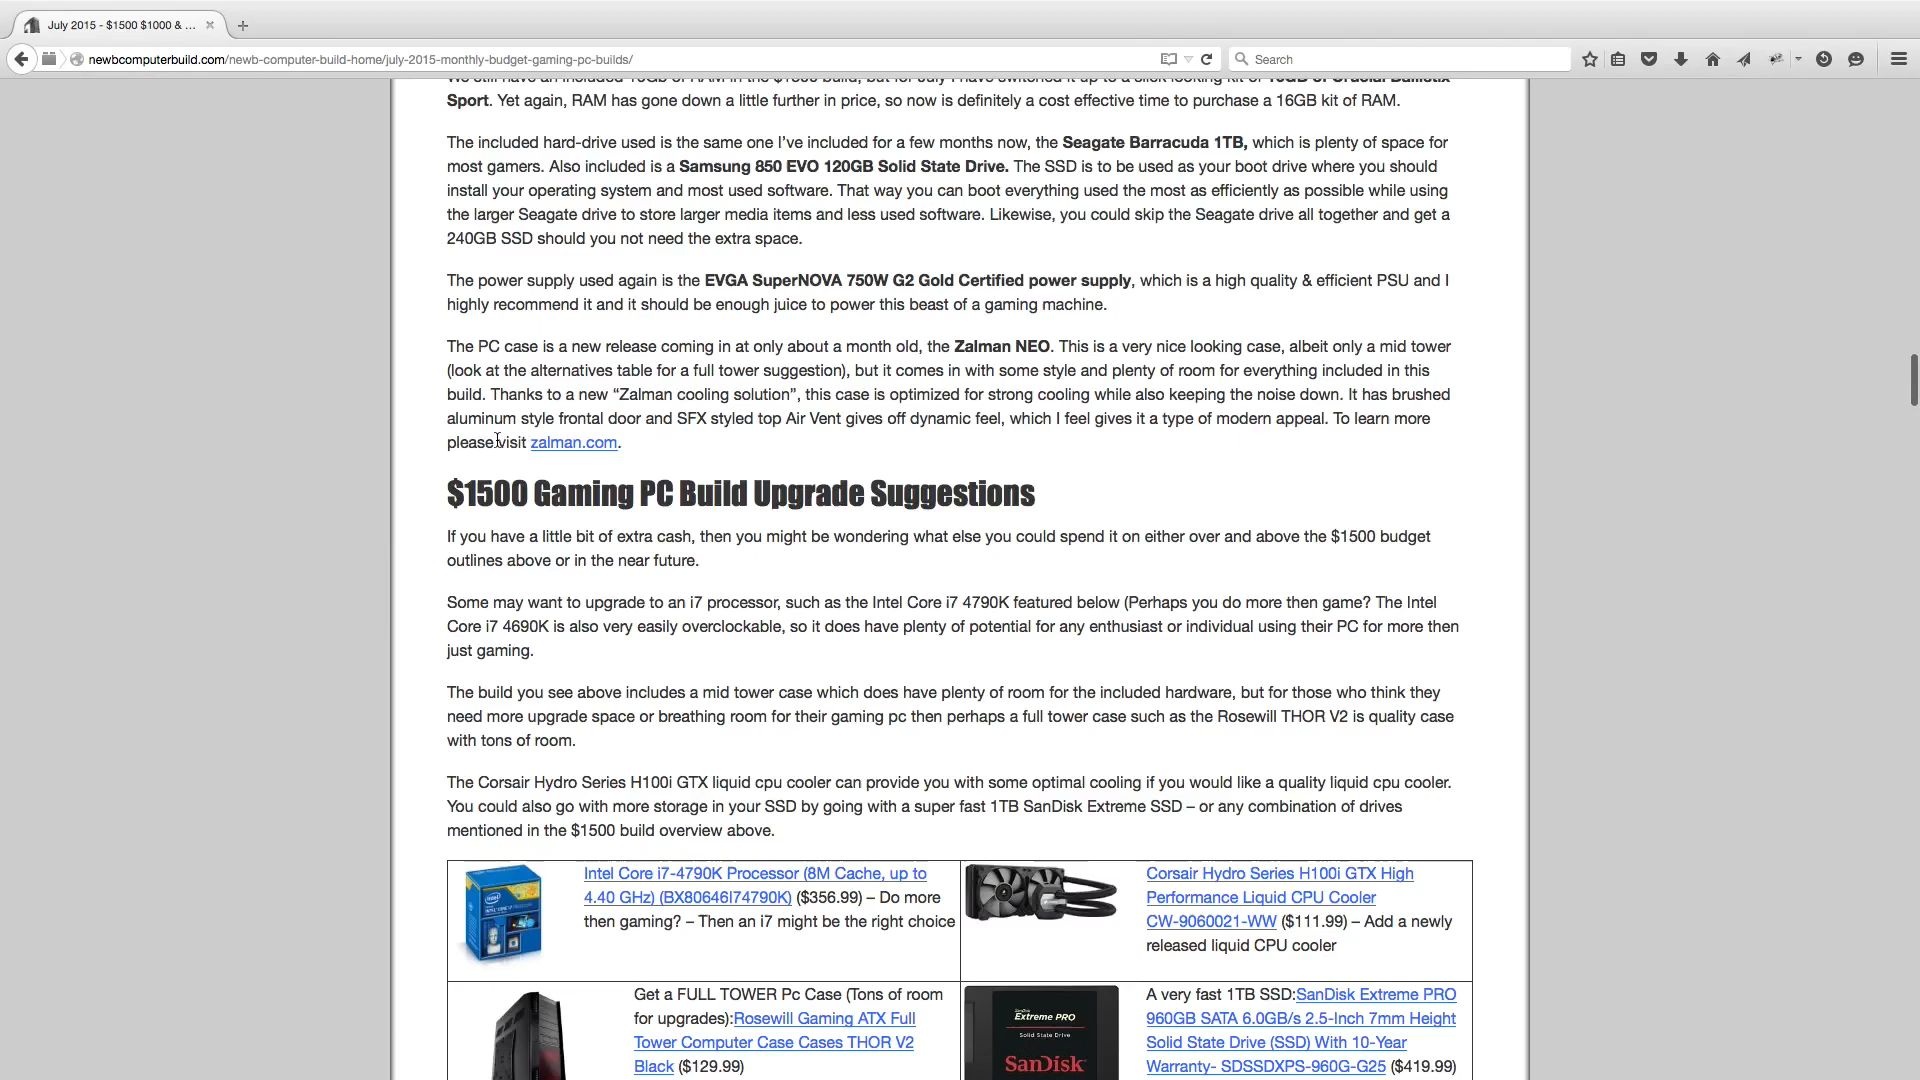 July 2015 - $1500 $1000 & ...
newbcomputerbuild.com/newb-computer-build-home/july-2015-monthly-budget-gaming-pc-builds/
Search
Sport. Yet again, RAM has gone down a little further in price, so now is definitely a cost effective time to purchase a 16GB kit of RAM.
The included hard-drive used is the same one I've included for a few months now, the Seagate Barracuda 1TB, which is plenty of space for
most gamers. Also included is a Samsung 850 EVO 120GB Solid State Drive. The SSD is to be used as your boot drive where you should
install your operating system and most used software. That way you can boot everything used the most as efficiently as possible while using
the larger Seagate drive to store larger media items and less used software. Likewise, you could skip the Seagate drive all together and get a
240GB SSD should you not need the extra space.
The power supply used again is the EVGA SuperNOVA 750W G2 Gold Certified power supply, which is a high quality & efficient PSU and I
highly recommend it and it should be enough juice to power this beast of a gaming machine.
The PC case is a new release coming in at only about a month old, the Zalman NEO. This is a very nice looking case, albeit only a mid tower
(look at the alternatives table for a full tower suggestion), but it comes in with some style and plenty of room for everything included in this
build. Thanks to a new “Zalman cooling solution”, this case is optimized for strong cooling while also keeping the noise down. It has brushed
aluminum style frontal door and SFX styled top Air Vent gives off dynamic feel, which I feel gives it a type of modern appeal. To learn more
please visit zalman.com.
$1500 Gaming PC Build Upgrade Suggestions
If you have a little bit of extra cash, then you might be wondering what else you could spend it on either over and above the $1500 budget
outlines above or in the near future.
Some may want to upgrade to an i7 processor, such as the Intel Core i7 4790K featured below (Perhaps you do more then game? The Intel
Core i7 4690K is also very easily overclockable, so it does have plenty of potential for any enthusiast or individual using their PC for more then
just gaming.
The build you see above includes a mid tower case which does have plenty of room for the included hardware, but for those who think they
need more upgrade space or breathing room for their gaming pc then perhaps a full tower case such as the Rosewill THOR V2 is quality case
with tons of room.
The Corsair Hydro Series H100i GTX liquid cpu cooler can provide you with some optimal cooling if you would like a quality liquid cpu cooler.
You could also go with more storage in your SSD by going with a super fast 1TB SanDisk Extreme SSD – or any combination of drives
mentioned in the $1500 build overview above.
Intel Core i7-4790K Processor (8M Cache, up to
4.40 GHz) (BX80646I74790K) ($356.99) – Do more
then gaming? – Then an i7 might be the right choice
Corsair Hydro Series H100i GTX High
Performance Liquid CPU Cooler
CW-9060021-WW ($111.99) – Add a newly
released liquid CPU cooler
Get a FULL TOWER Pc Case (Tons of room
for upgrades):Rosewill Gaming ATX Full
Tower Computer Case Cases THOR V2
Black ($129.99)
Extreme PRO
Solid State Drive
SanDisk
A very fast 1TB SSD:SanDisk Extreme PRO
960GB SATA 6.0GB/s 2.5-Inch 7mm Height
Solid State Drive (SSD) With 10-Year
Warranty- SDSSDXPS-960G-G25 ($419.99)